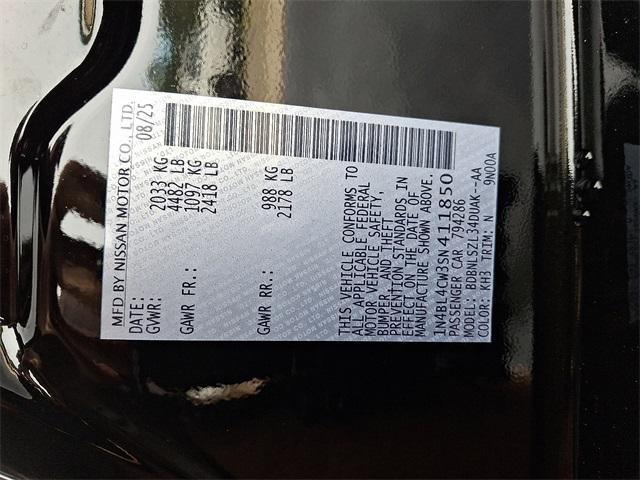 MFD BY NISSAN MOTOR CO., LTD.
DATE: 08/25
GVWR: 2033 KG
4482 LB
GAWR FR.: 1097 KG
2418 LB
GAWR RR.: 988 KG
2178 LB
THIS VEHICLE CONFORMS TO
ALL APPLICABLE FEDERAL
MOTOR VEHICLE SAFETY,
BUMPER, AND THEFT
PREVENTION STANDARDS IN
EFFECT ON THE DATE OF
MANUFACTURE SHOWN ABOVE.
1N4BL4CW3SN411850
PASSENGER CAR 794286
MODEL: BDBNLSZL34DUAK--AA
COLOR: KH3 TRIM: N 9N00A